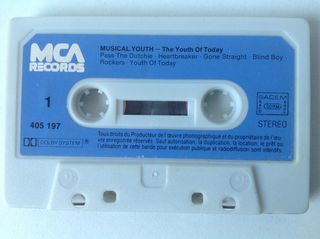 MCA RECORDS
MUSICAL YOUTH – The Youth Of Today
Pass The Dutchie · Heartbreaker · Gone Straight · Blind Boy
Rockers · Youth Of Today
1
405 197
SACEM
SDRM
STEREO
DOLBY SYSTEM
Tous droits du Producteur de l'œuvre phonographique et du propriétaire de l'œu-
vre enregistrée réservés. Sauf autorisation, la duplication, la location, le prêt ou
l'utilisation de cette bande pour exécution publique et radiodiffusion sont interdits.